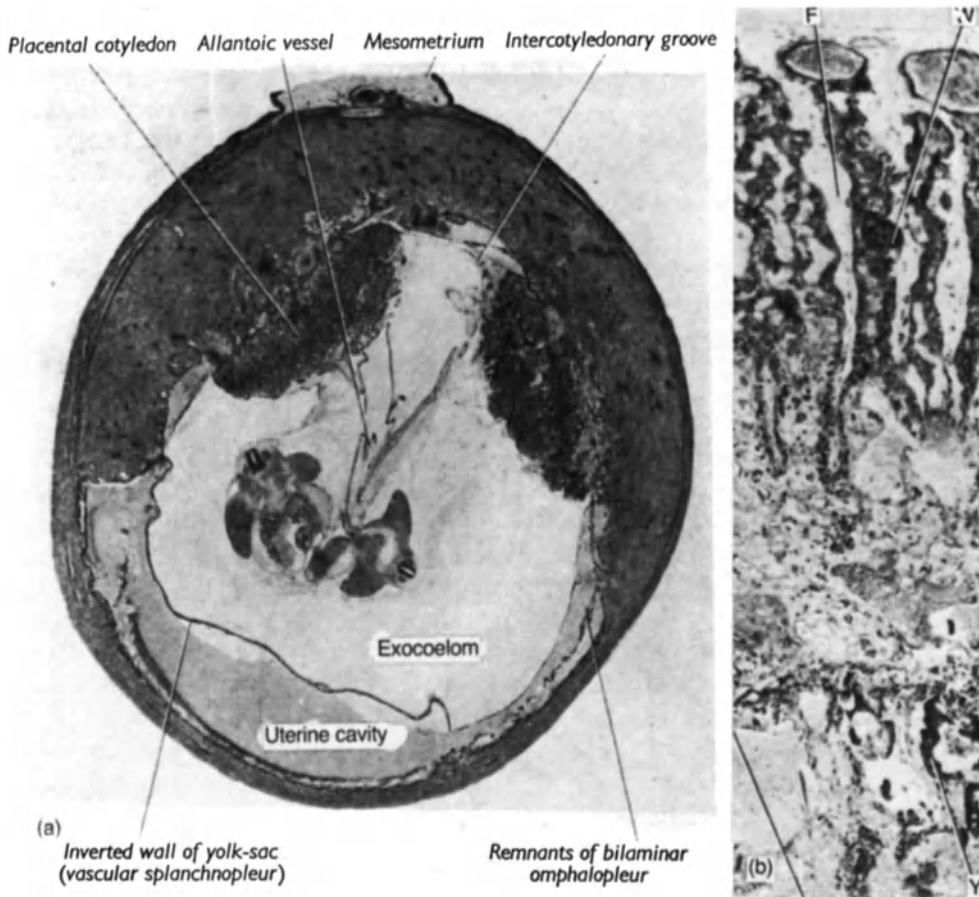 Placental cotyledon Allantoic vessel Mesometrium Intercotyledonary groove
Exocoelom
Uterine cavity
(a)
Inverted wall of yolk-sac
(vascular splanchnopleur)
Remnants of bilaminar
omphalopleur
F
(b)
Y